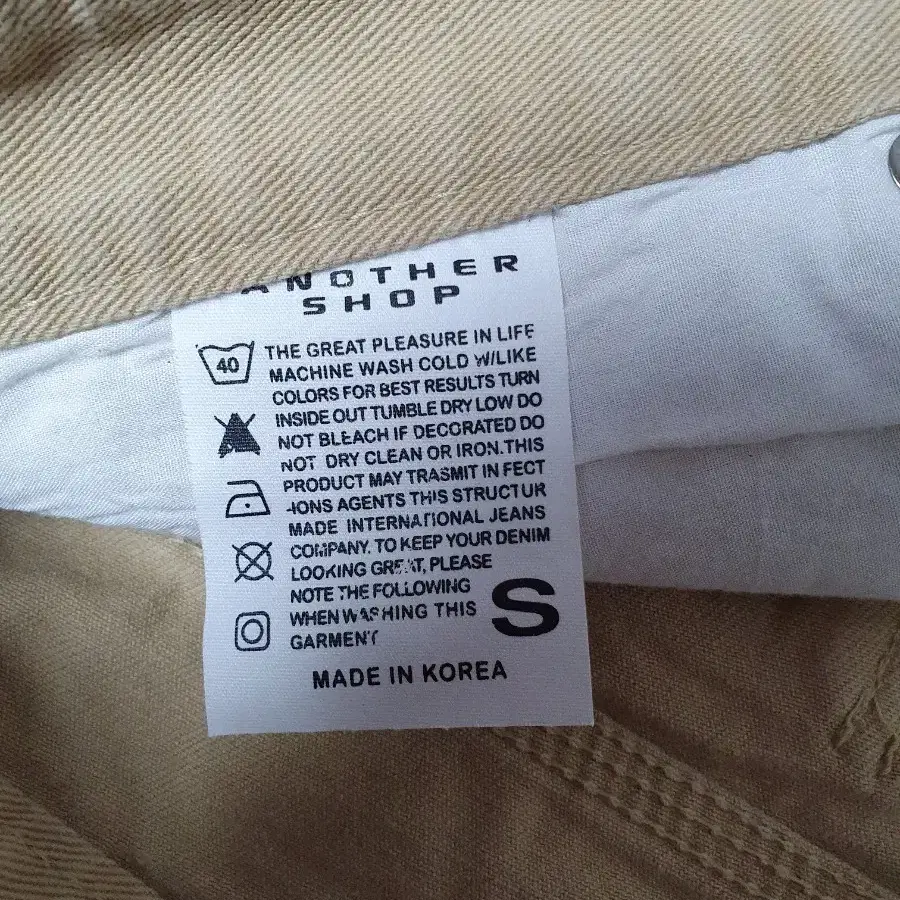 ANOTHER
SHOP
40
THE GREAT PLEASURE IN LIFE
MACHINE WASH COLD W/LIKE
COLORS FOR BEST RESULTS TURN
INSIDE OUT TUMBLE DRY LOW DO
NOT BLEACH IF DECORATED DO
NOT DRY CLEAN OR IRON.THIS
PRODUCT MAY TRASMIT IN FECT
-IONS AGENTS THIS STRUCTUR
MADE INTERNATIONAL JEANS
COMPANY. TO KEEP YOUR DENIM
LOOKING GREAT, PLEASE
NOTE THE FOLLOWING
WHEN WASHING THIS
GARMENT
S
MADE IN KOREA